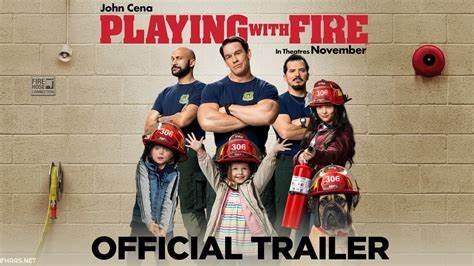 John Cena
PLAYING WITH FIRE
In Theatres November
FIRE
HOSE
CONNECTION
306
306
306
306
OFFICIAL TRAILER